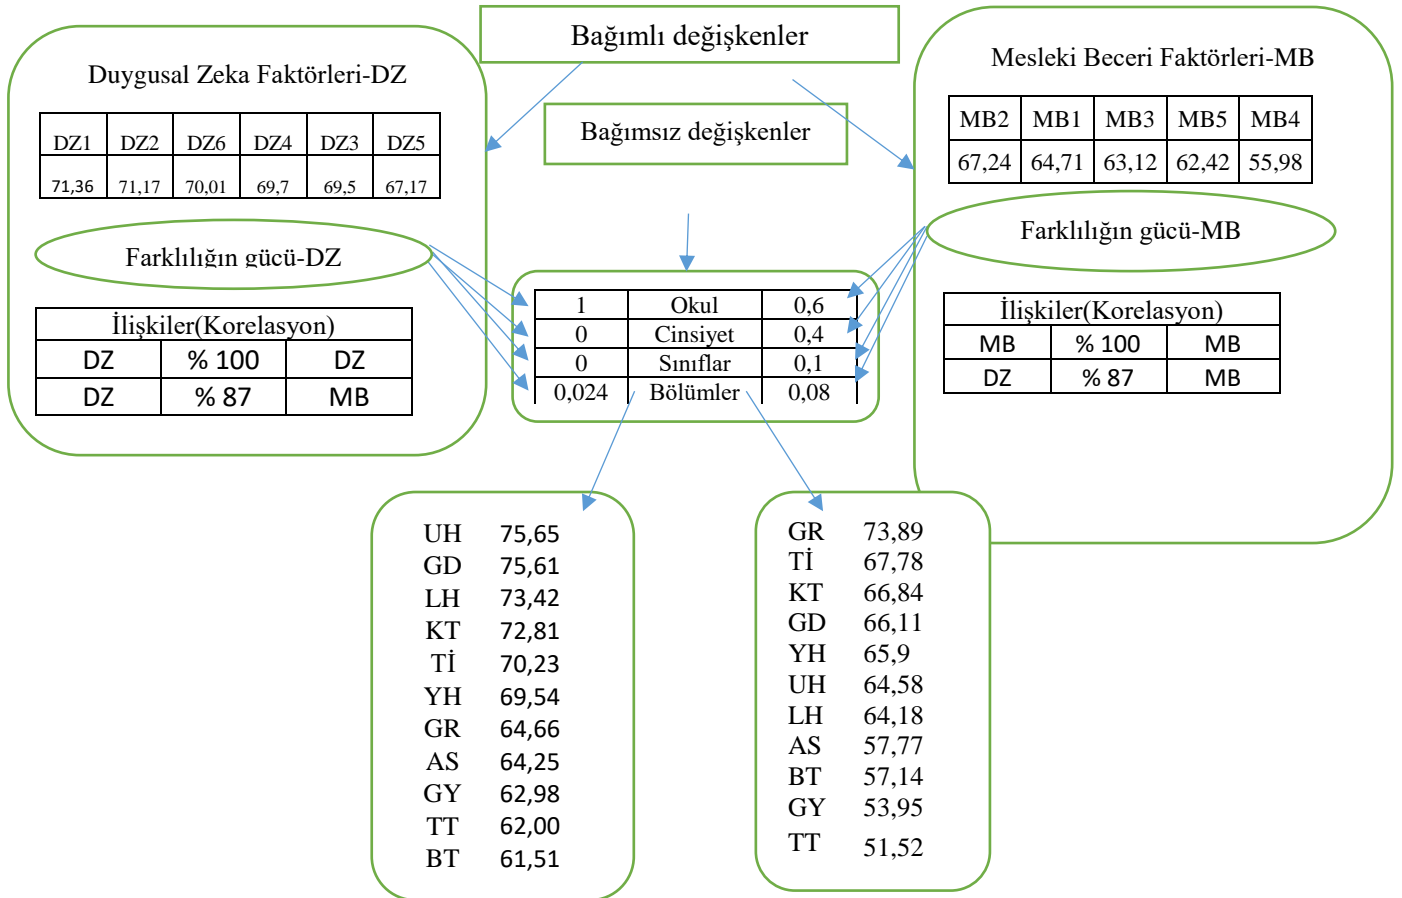 Bağımlı değişkenler
Duygusal Zeka Faktörleri-DZ
DZ1 DZ2 DZ6 DZ4 DZ3 DZ5
71,36 71,17 70,01 69,7 69,5 67,17
Farklılığın gücü-DZ
İlişkiler(Korelasyon)
DZ % 100 DZ
DZ % 87 MB
Bağımsız değişkenler
1 Okul 0,6
0 Cinsiyet 0,4
0 Sınıflar 0,1
0,024 Bölümler 0,08
Mesleki Beceri Faktörleri-MB
MB2 MB1 MB3 MB5 MB4
67,24 64,71 63,12 62,42 55,98
Farklılığın gücü-MB
İlişkiler(Korelasyon)
MB % 100 MB
DZ % 87 MB
UH 75,65
GD 75,61
LH 73,42
KT 72,81
Tİ 70,23
YH 69,54
GR 64,66
AS 64,25
GY 62,98
TT 62,00
BT 61,51
GR 73,89
Tİ 67,78
KT 66,84
GD 66,11
YH 65,9
UH 64,58
LH 64,18
AS 57,77
BT 57,14
GY 53,95
TT 51,52